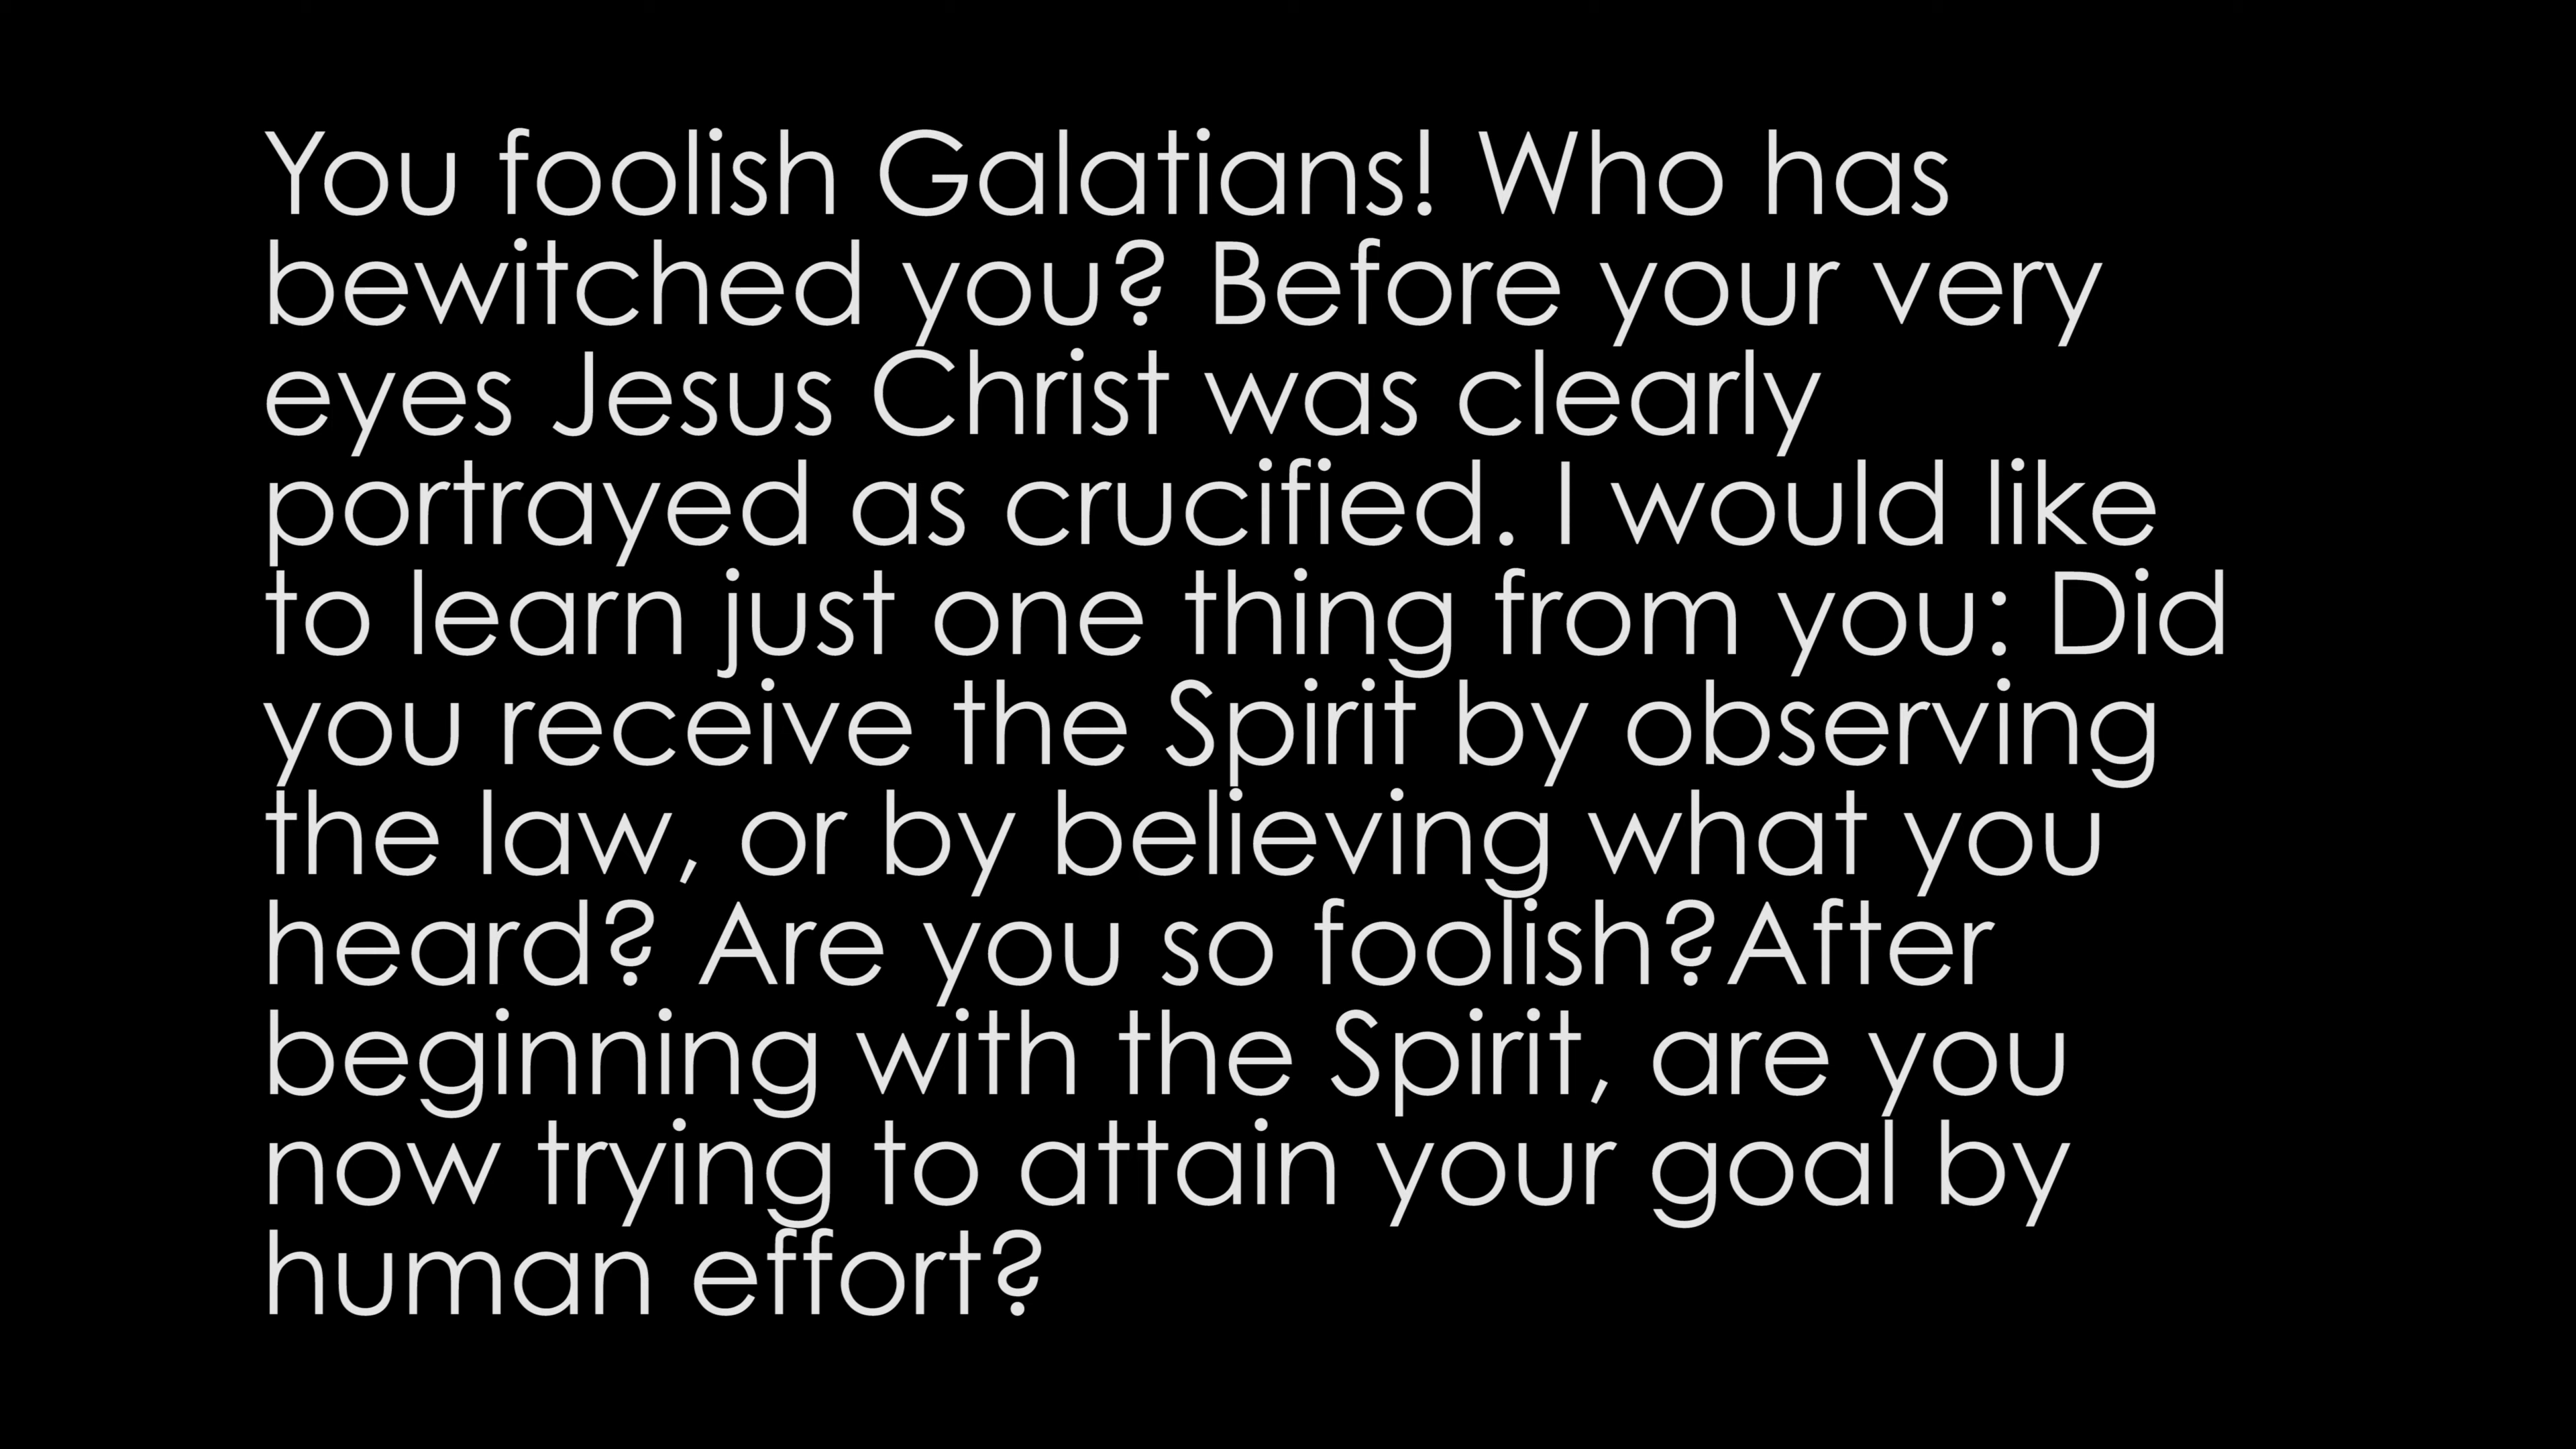 You foolish Galatians! Who has
bewitched you? Before your very
eyes Jesus Christ was clearly
portrayed as crucified. I would like
to learn just one thing from you: Did
you receive the Spirit by observing
the law, or by believing what you
heard? Are you so foolish?After
beginning with the Spirit, are you
now trying to attain your goal by
human effort?